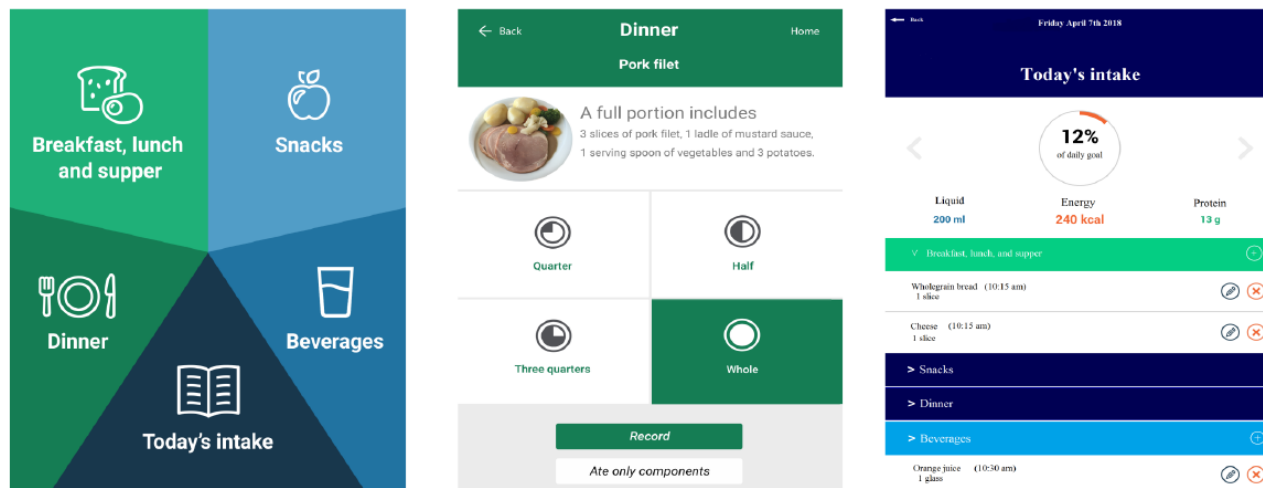 Breakfast, lunch
and supper
Snacks
Dinner
Beverages
Today's intake
Back
Dinner
Home
Pork filet
A full portion includes
3 slices of pork filet, 1 ladle of mustard sauce,
1 serving spoon of vegetables and 3 potatoes.
Quarter
Half
Three quarters
Whole
Record
Ate only components
Back
Friday April 7th 2018
Today's intake
12%
of daily goal
Liquid
200 ml
Energy
240 kcal
Protein
13 g
Breakfast, lunch, and supper
Wholegrain bread (10:15 am)
1 slice
Cheese (10:15 am)
1 slice
> Snacks
> Dinner
> Beverages
Orange juice (10:30 am)
1 glass